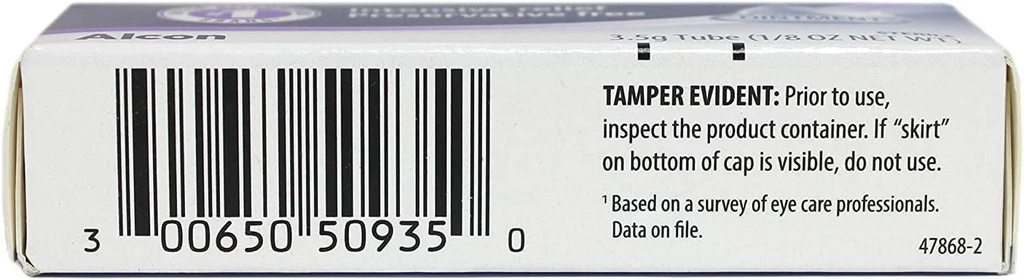 1
Intensive relief
Preservative free
Alcon
OINTMENT
STERILE
3.5g Tube (1/8 OZ NET WT)
TAMPER EVIDENT: Prior to use,
inspect the product container. If “skirt”
on bottom of cap is visible, do not use.
¹ Based on a survey of eye care professionals.
Data on file.
3 00650 50935 0
47868-2